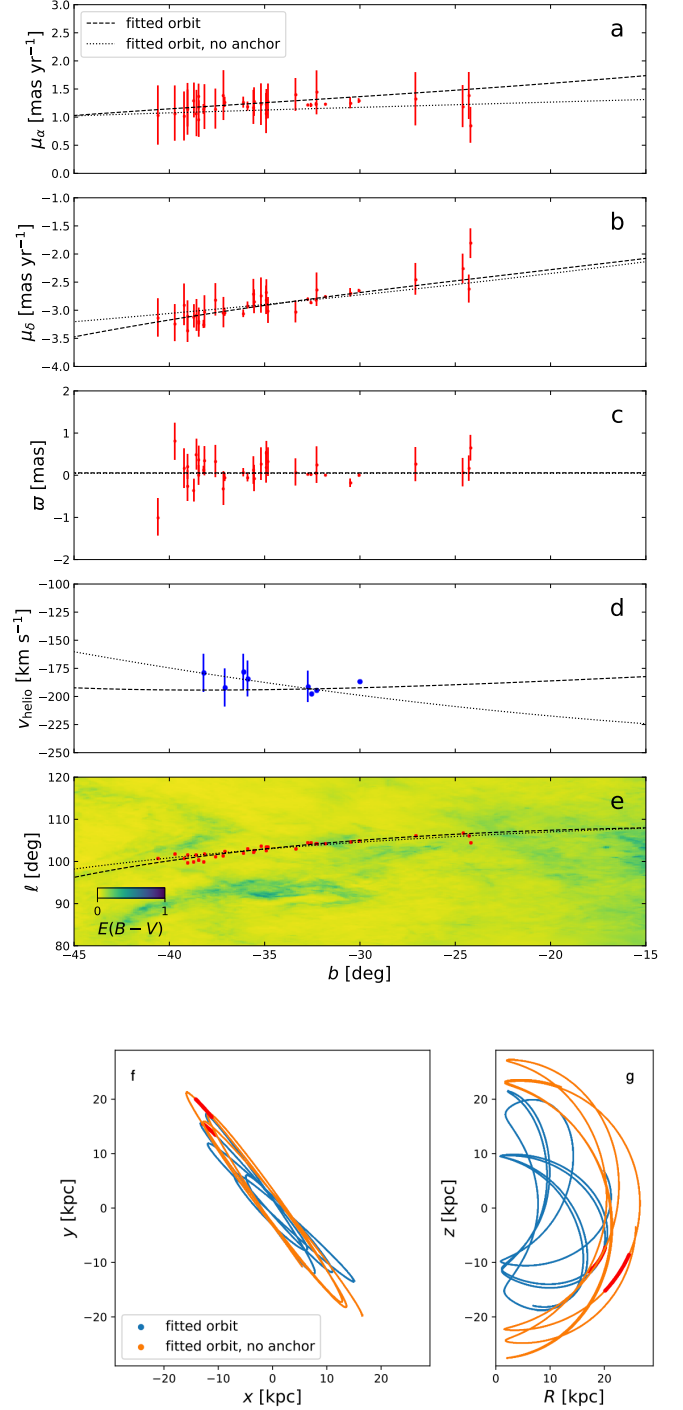 fitted orbit
fitted orbit, no anchor
a
3.0
2.5
2.0
1.5
1.0
0.5
0.0
μα [mas yr−1]
b
−1.0
−1.5
−2.0
−2.5
−3.0
−3.5
−4.0
μδ [mas yr−1]
c
2
1
0
−1
−2
ϖ [mas]
d
−100
−125
−150
−175
−200
−225
−250
vhelio [km s−1]
e
120
110
100
90
80
ℓ [deg]
0 1
E(B − V)
−45 −40 −35 −30 −25 −20 −15
b [deg]
f
20
10
0
−10
−20
y [kpc]
fitted orbit
fitted orbit, no anchor
−20 −10 0 10 20
x [kpc]
g
30
20
10
0
−10
−20
z [kpc]
0 10 20
R [kpc]